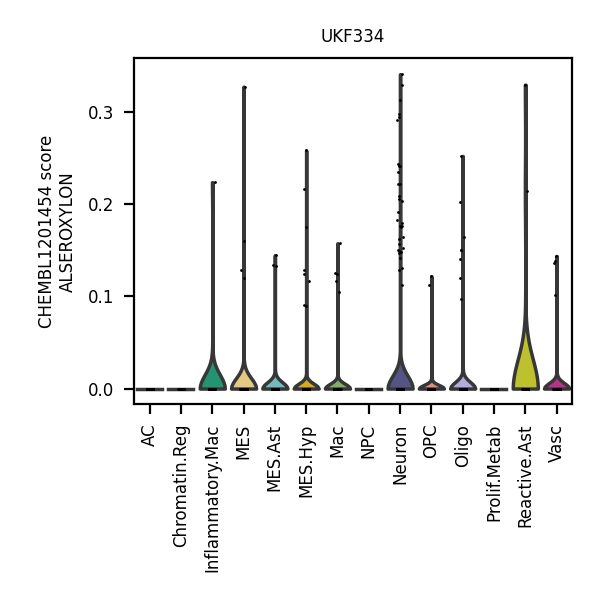 UKF334
CHEMBL1201454 score
ALSEROXYLON
0.3
0.2
0.1
0.0
AC
Chromatin.Reg
Inflammatory.Mac
MES
MES.Ast
MES.Hyp
Mac
NPC
Neuron
OPC
Oligo
Prolif.Metab
Reactive.Ast
Vasc